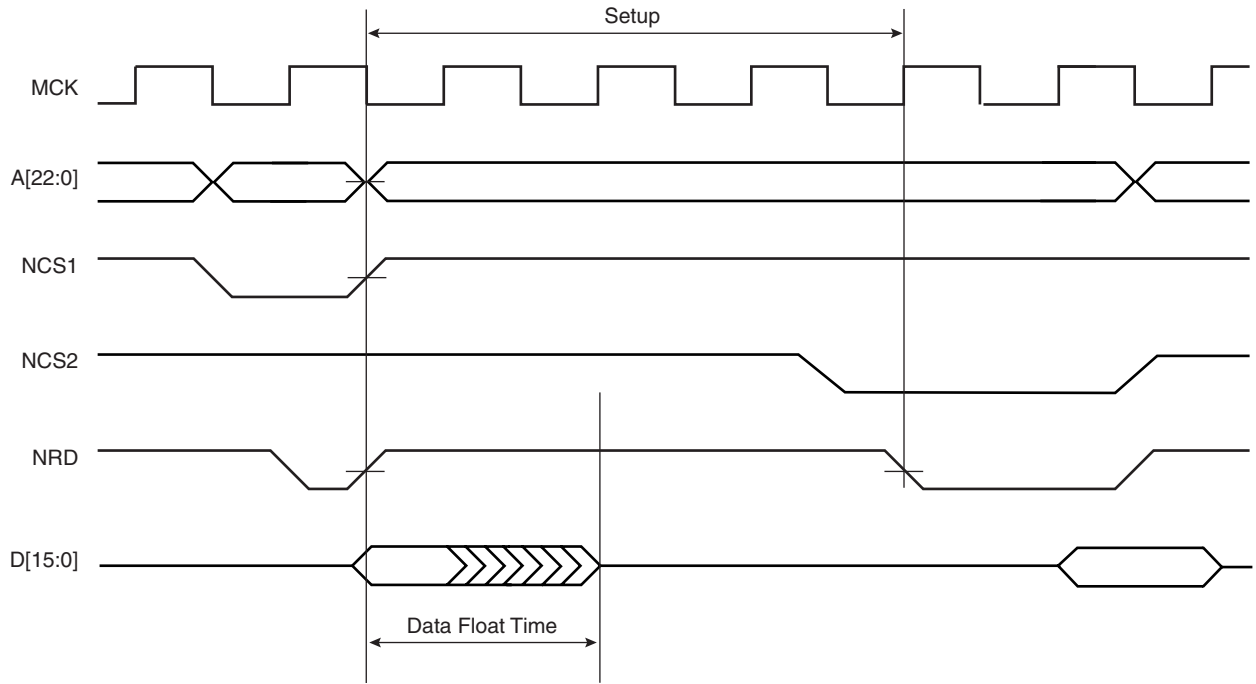 Setup
MCK
A[22:0]
NCS1
NCS2
NRD
D[15:0]
Data Float Time